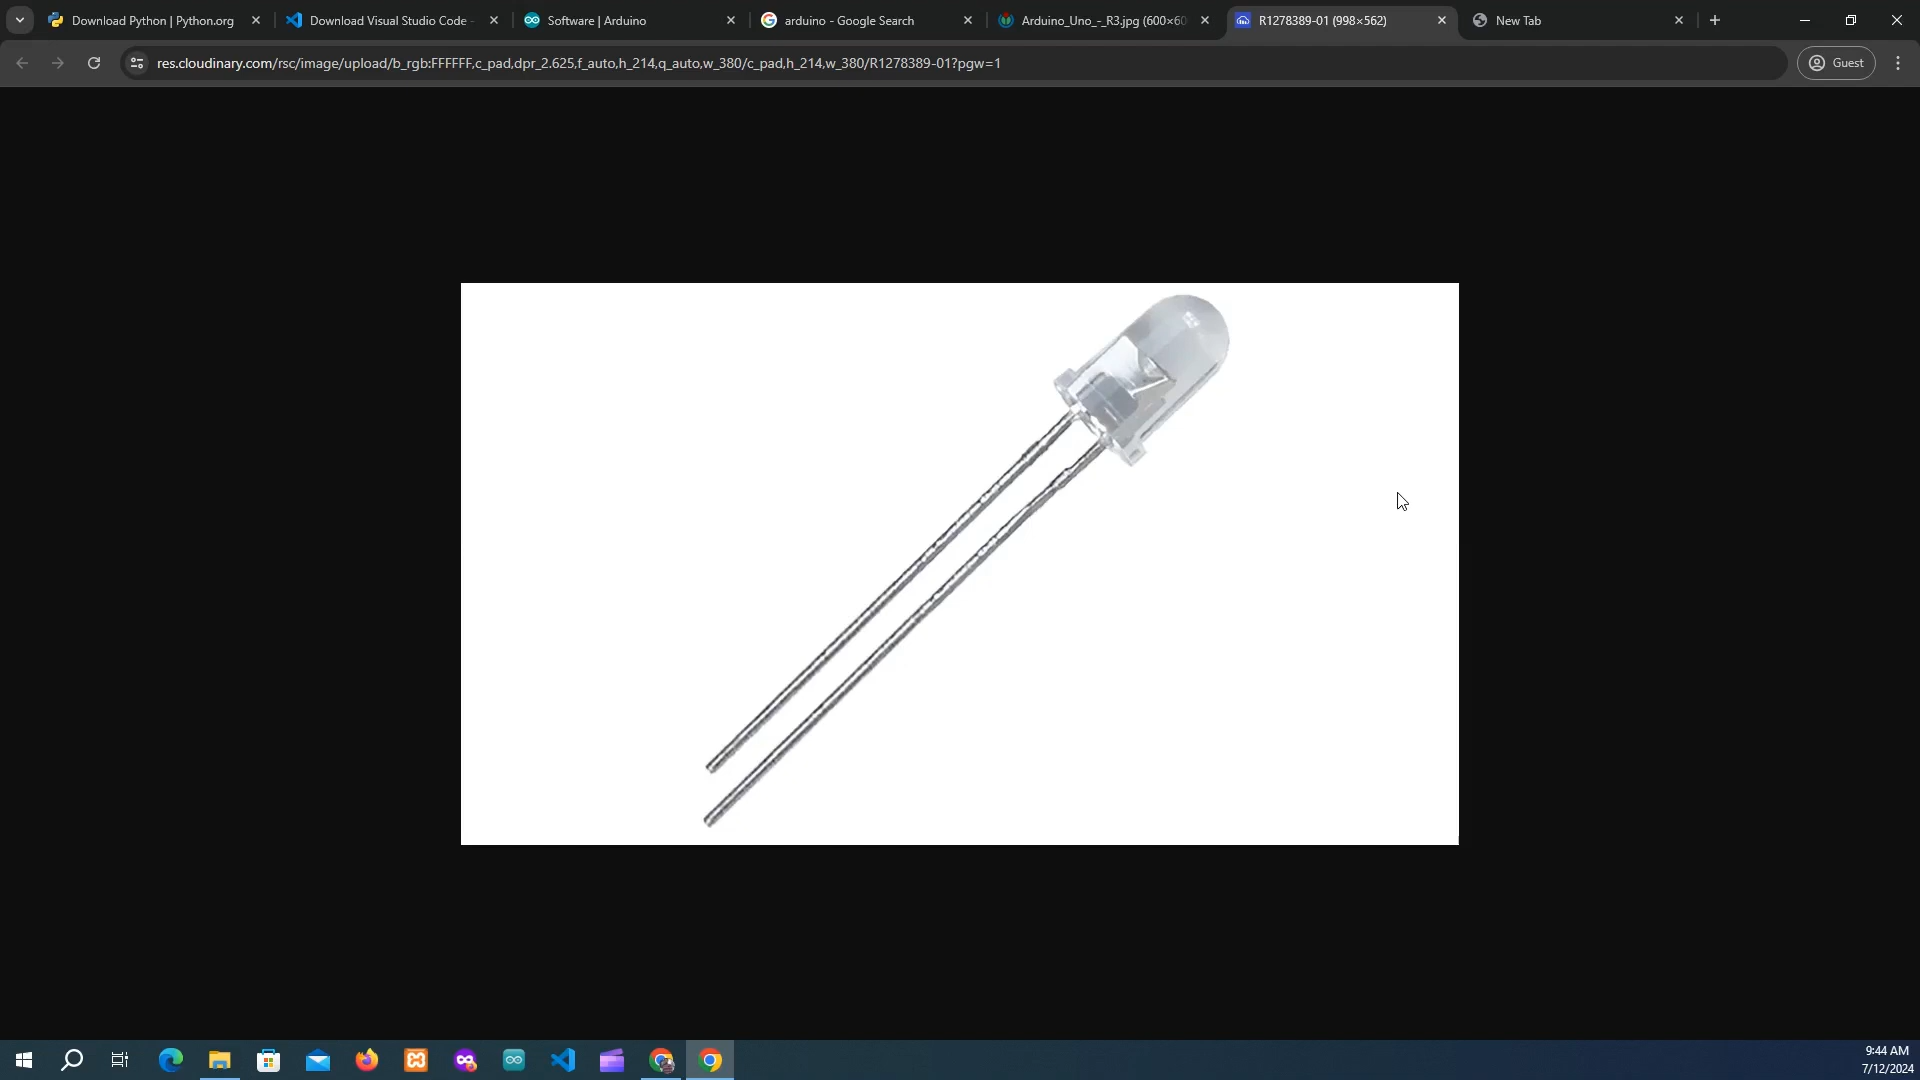 Download Python | Python.org
Download Visual Studio Code -
Software | Arduino
arduino - Google Search
Arduino_Uno_-_R3.jpg (600×60
R1278389-01 (998×562)
New Tab
res.cloudinary.com/rsc/image/upload/b_rgb:FFFFFF,c_pad,dpr_2.625,f_auto,h_214,q_auto,w_380/c_pad,h_214,w_380/R1278389-01?pgw=1
Guest
9:44 AM
7/12/2024